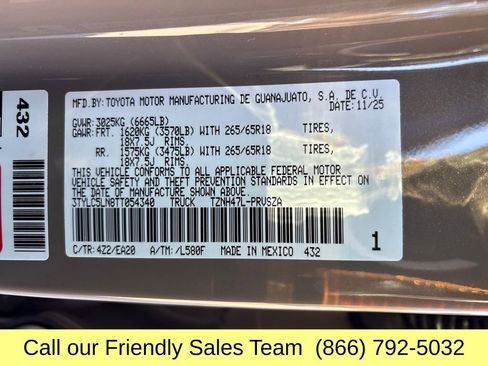 432
MFD.BY:TOYOTA MOTOR MANUFACTURING DE GUANAJUATO, S.A. DE C.V.
DATE:11/25
GVWR:3025KG (6665LB)
GAWR:FRT. 1620KG (3570LB) WITH 265/65R18 TIRES,
18X7.5J RIMS,
RR. 1575KG (3475LB) WITH 265/65R18 TIRES,
18X7.5J RIMS,
THIS VEHICLE CONFORMS TO ALL APPLICABLE FEDERAL MOTOR
VEHICLE SAFETY AND THEFT PREVENTION STANDARDS IN EFFECT ON
THE DATE OF MANUFACTURE SHOWN ABOVE.
3TYLC5LN8TT054340 TRUCK TZNH47L-PRVSZA
C/TR:4Z2/EA20 A/TM:/L580F MADE IN MEXICO 432
1
Call our Friendly Sales Team (866) 792-5032